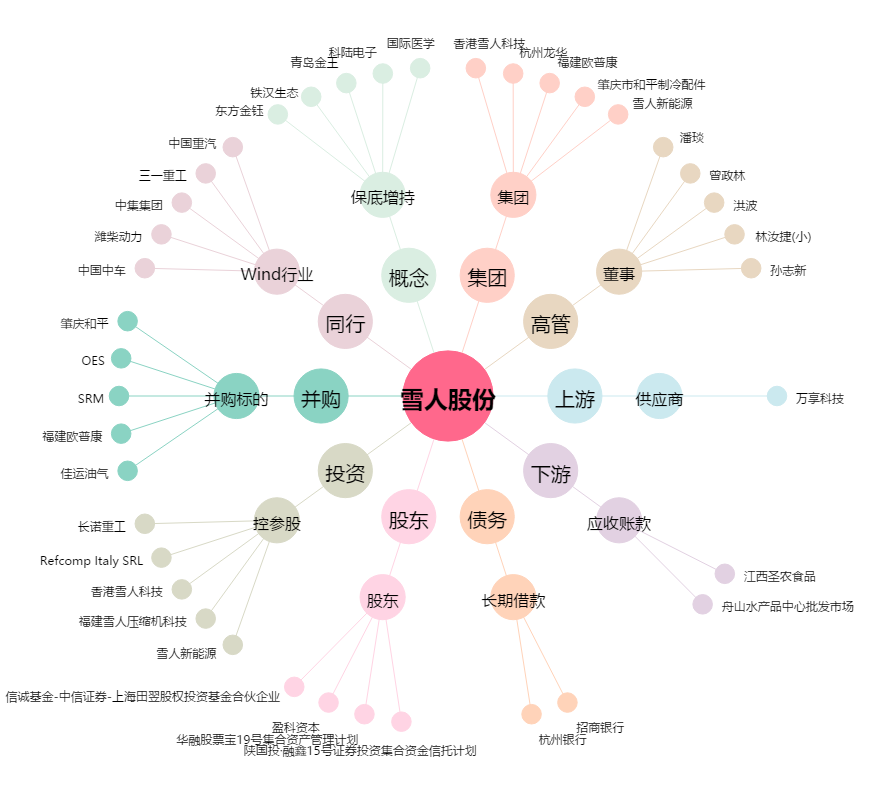 国际医学
香港雪人科技
科陆电子
杭州龙华
青岛金王
福建欧普康
铁汉生态
肇庆市和平制冷配件
东方金钰
雪人新能源
中国重汽
潘琰
三一重工
曾政林
保底增持
集团
中集集团
洪波
潍柴动力
林汝捷(小)
中国中车
Wind行业
概念
集团
董事
孙志新
肇庆和平
同行
高管
OES
SRM
并购标的
并购
雪人股份
上游
供应商
万享科技
福建欧普康
佳运油气
投资
下游
长诺重工
控参股
股东
债务
应收账款
Refcomp Italy SRL
江西圣农食品
香港雪人科技
股东
长期借款
舟山水产品中心批发市场
福建雪人压缩机科技
雪人新能源
信诚基金-中信证券-上海田翌股权投资基金合伙企业
盈科资本
招商银行
华融股票宝19号集合资产管理计划
杭州银行
陕国投·融鑫15号证券投资集合资金信托计划